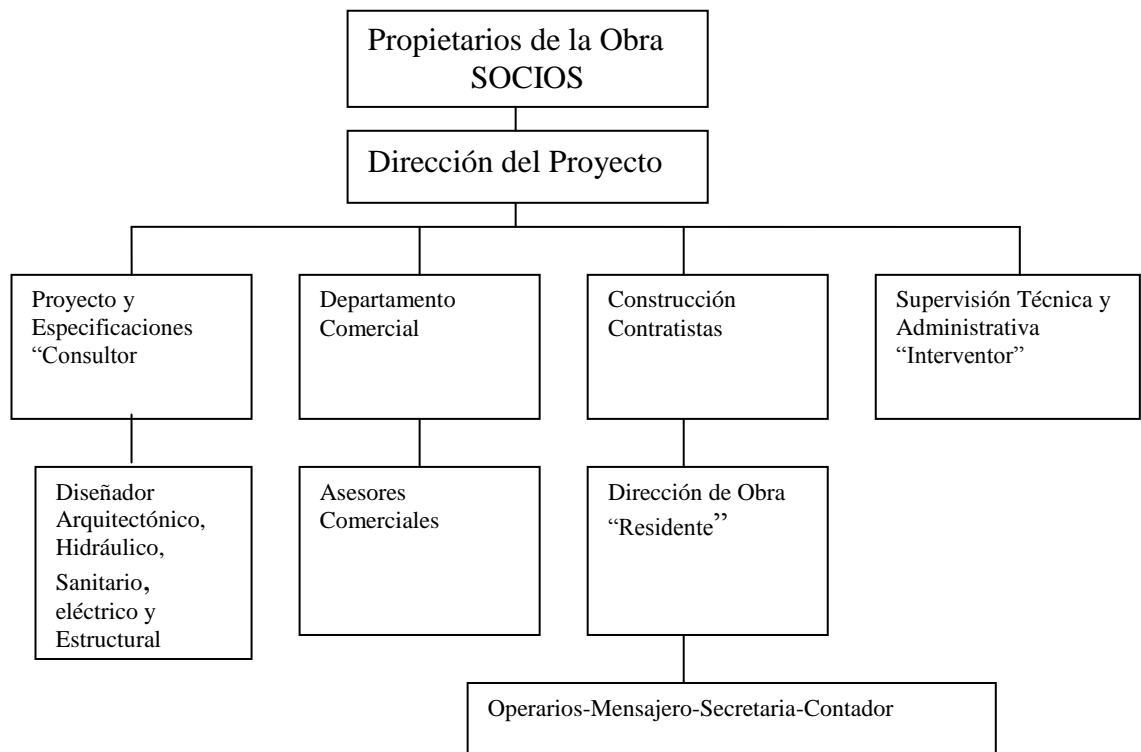 Propietarios de la Obra
SOCIOS
Dirección del Proyecto
Proyecto y
Especificaciones
“Consultor
Departamento
Comercial
Construcción
Contratistas
Supervisión Técnica y
Administrativa
“Interventor”
Diseñador
Arquitectónico,
Hidráulico,
Sanitario,
eléctrico y
Estructural
Asesores
Comerciales
Dirección de Obra
“Residente”
Operarios-Mensajero-Secretaria-Contador